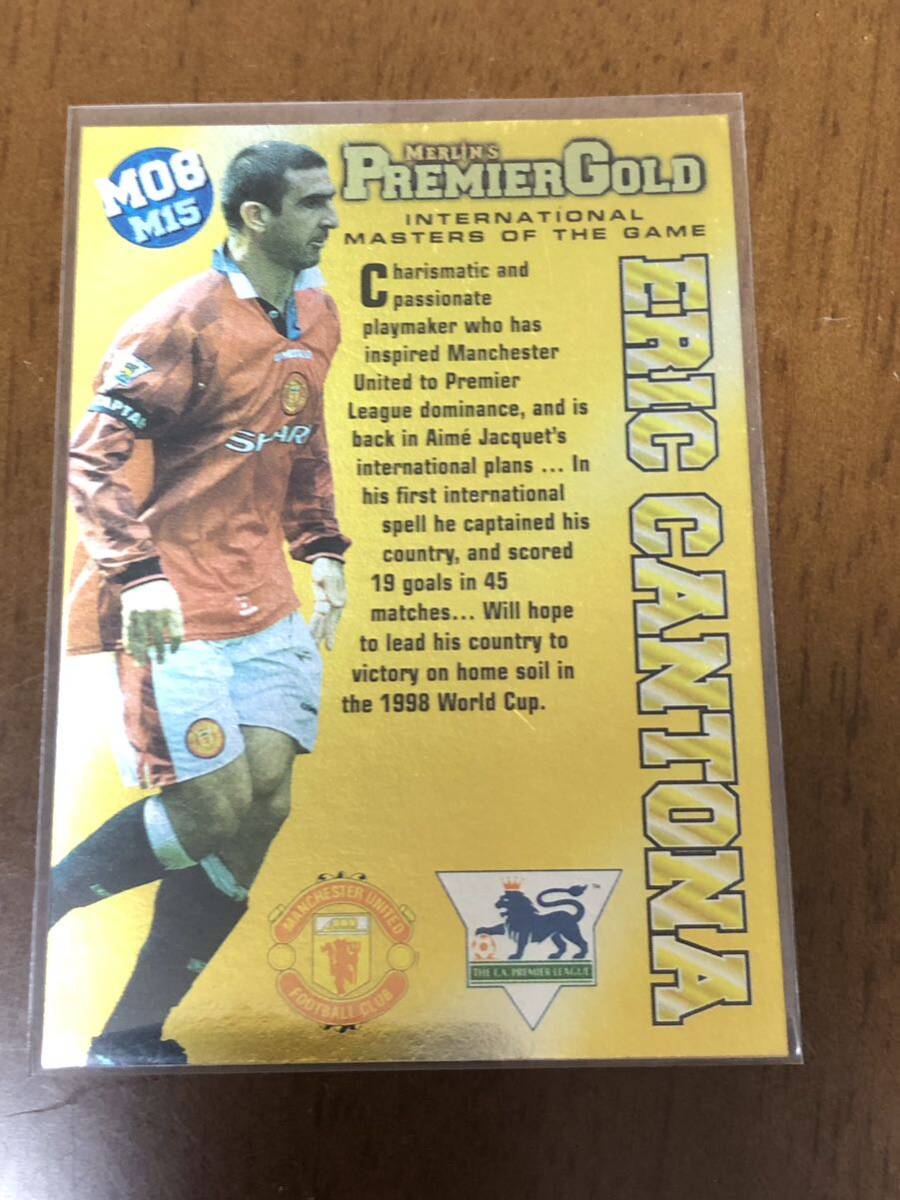 M08
M15
MERLIN'S
PREMIER GOLD
INTERNATIONAL
MASTERS OF THE GAME
ERIC CANTONA
Charismatic and
passionate
playmaker who has
inspired Manchester
United to Premier
League dominance, and is
back in Aimé Jacquet's
international plans ... In
his first international
spell he captained his
country, and scored
19 goals in 45
matches... Will hope
to lead his country to
victory on home soil in
the 1998 World Cup.
CAPTAI
SHARP
MANCHESTER UNITED
FOOTBALL CLUB
THE F.A. PREMIER LEAGUE
TM